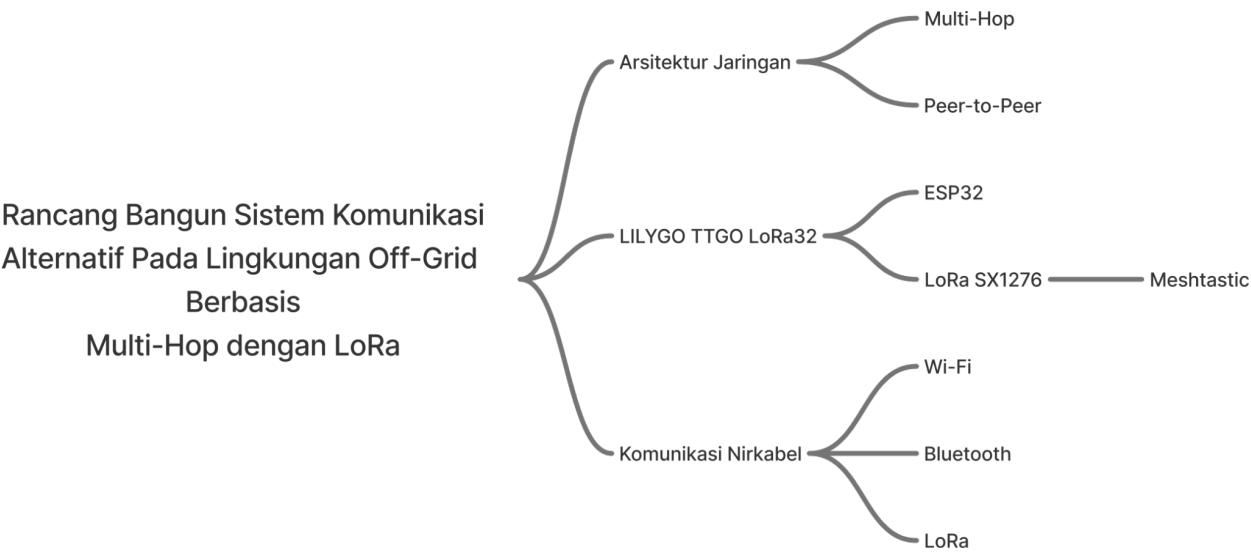 Rancang Bangun Sistem Komunikasi
Alternatif Pada Lingkungan Off-Grid
Berbasis
Multi-Hop dengan LoRa
Arsitektur Jaringan
Multi-Hop
Peer-to-Peer
LILYGO TTGO LoRa32
ESP32
LoRa SX1276
Meshtastic
Komunikasi Nirkabel
Wi-Fi
Bluetooth
LoRa